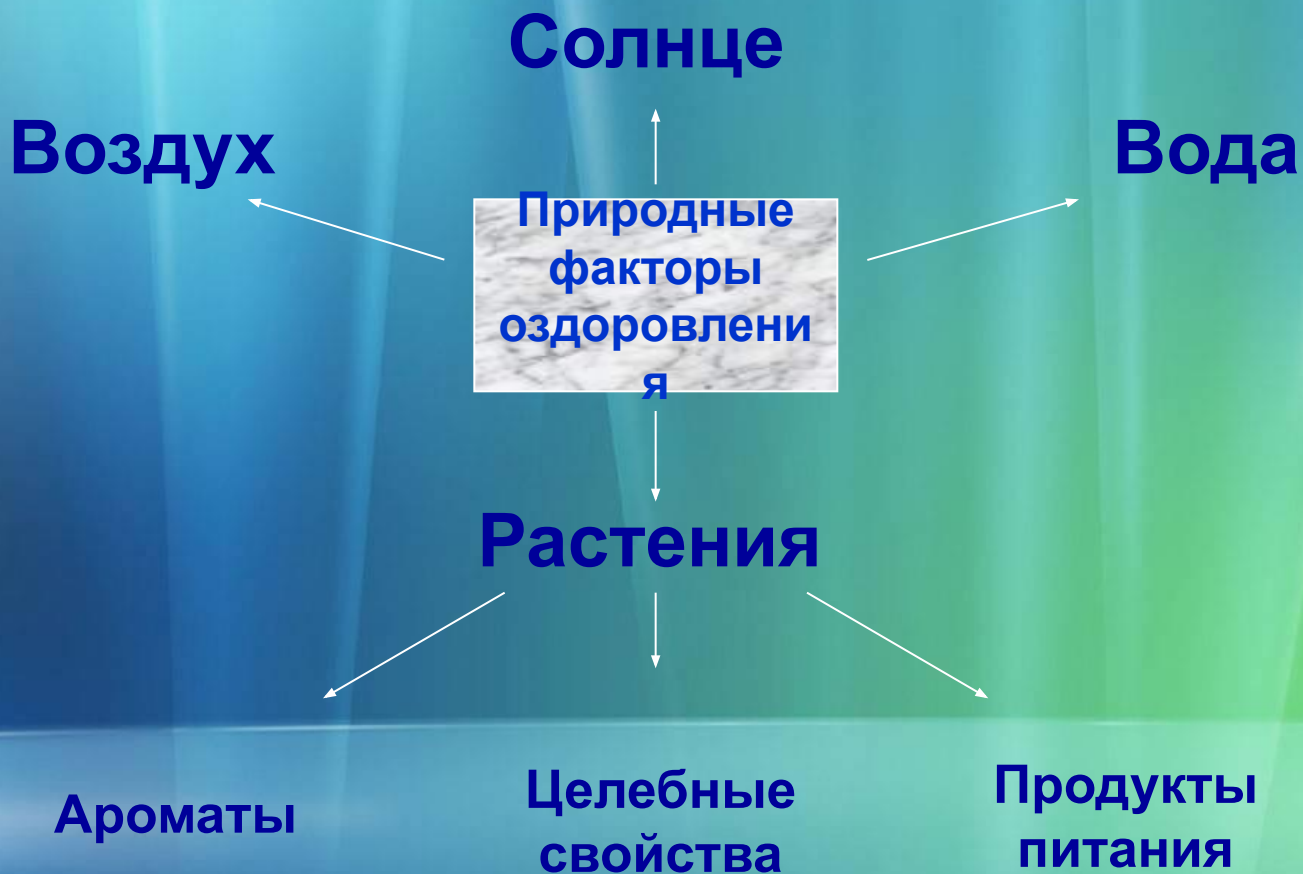 Солнце
Воздух
Вода
Природные
факторы
оздоровлени
я
Растения
Ароматы
Целебные
свойства
Продукты
питания